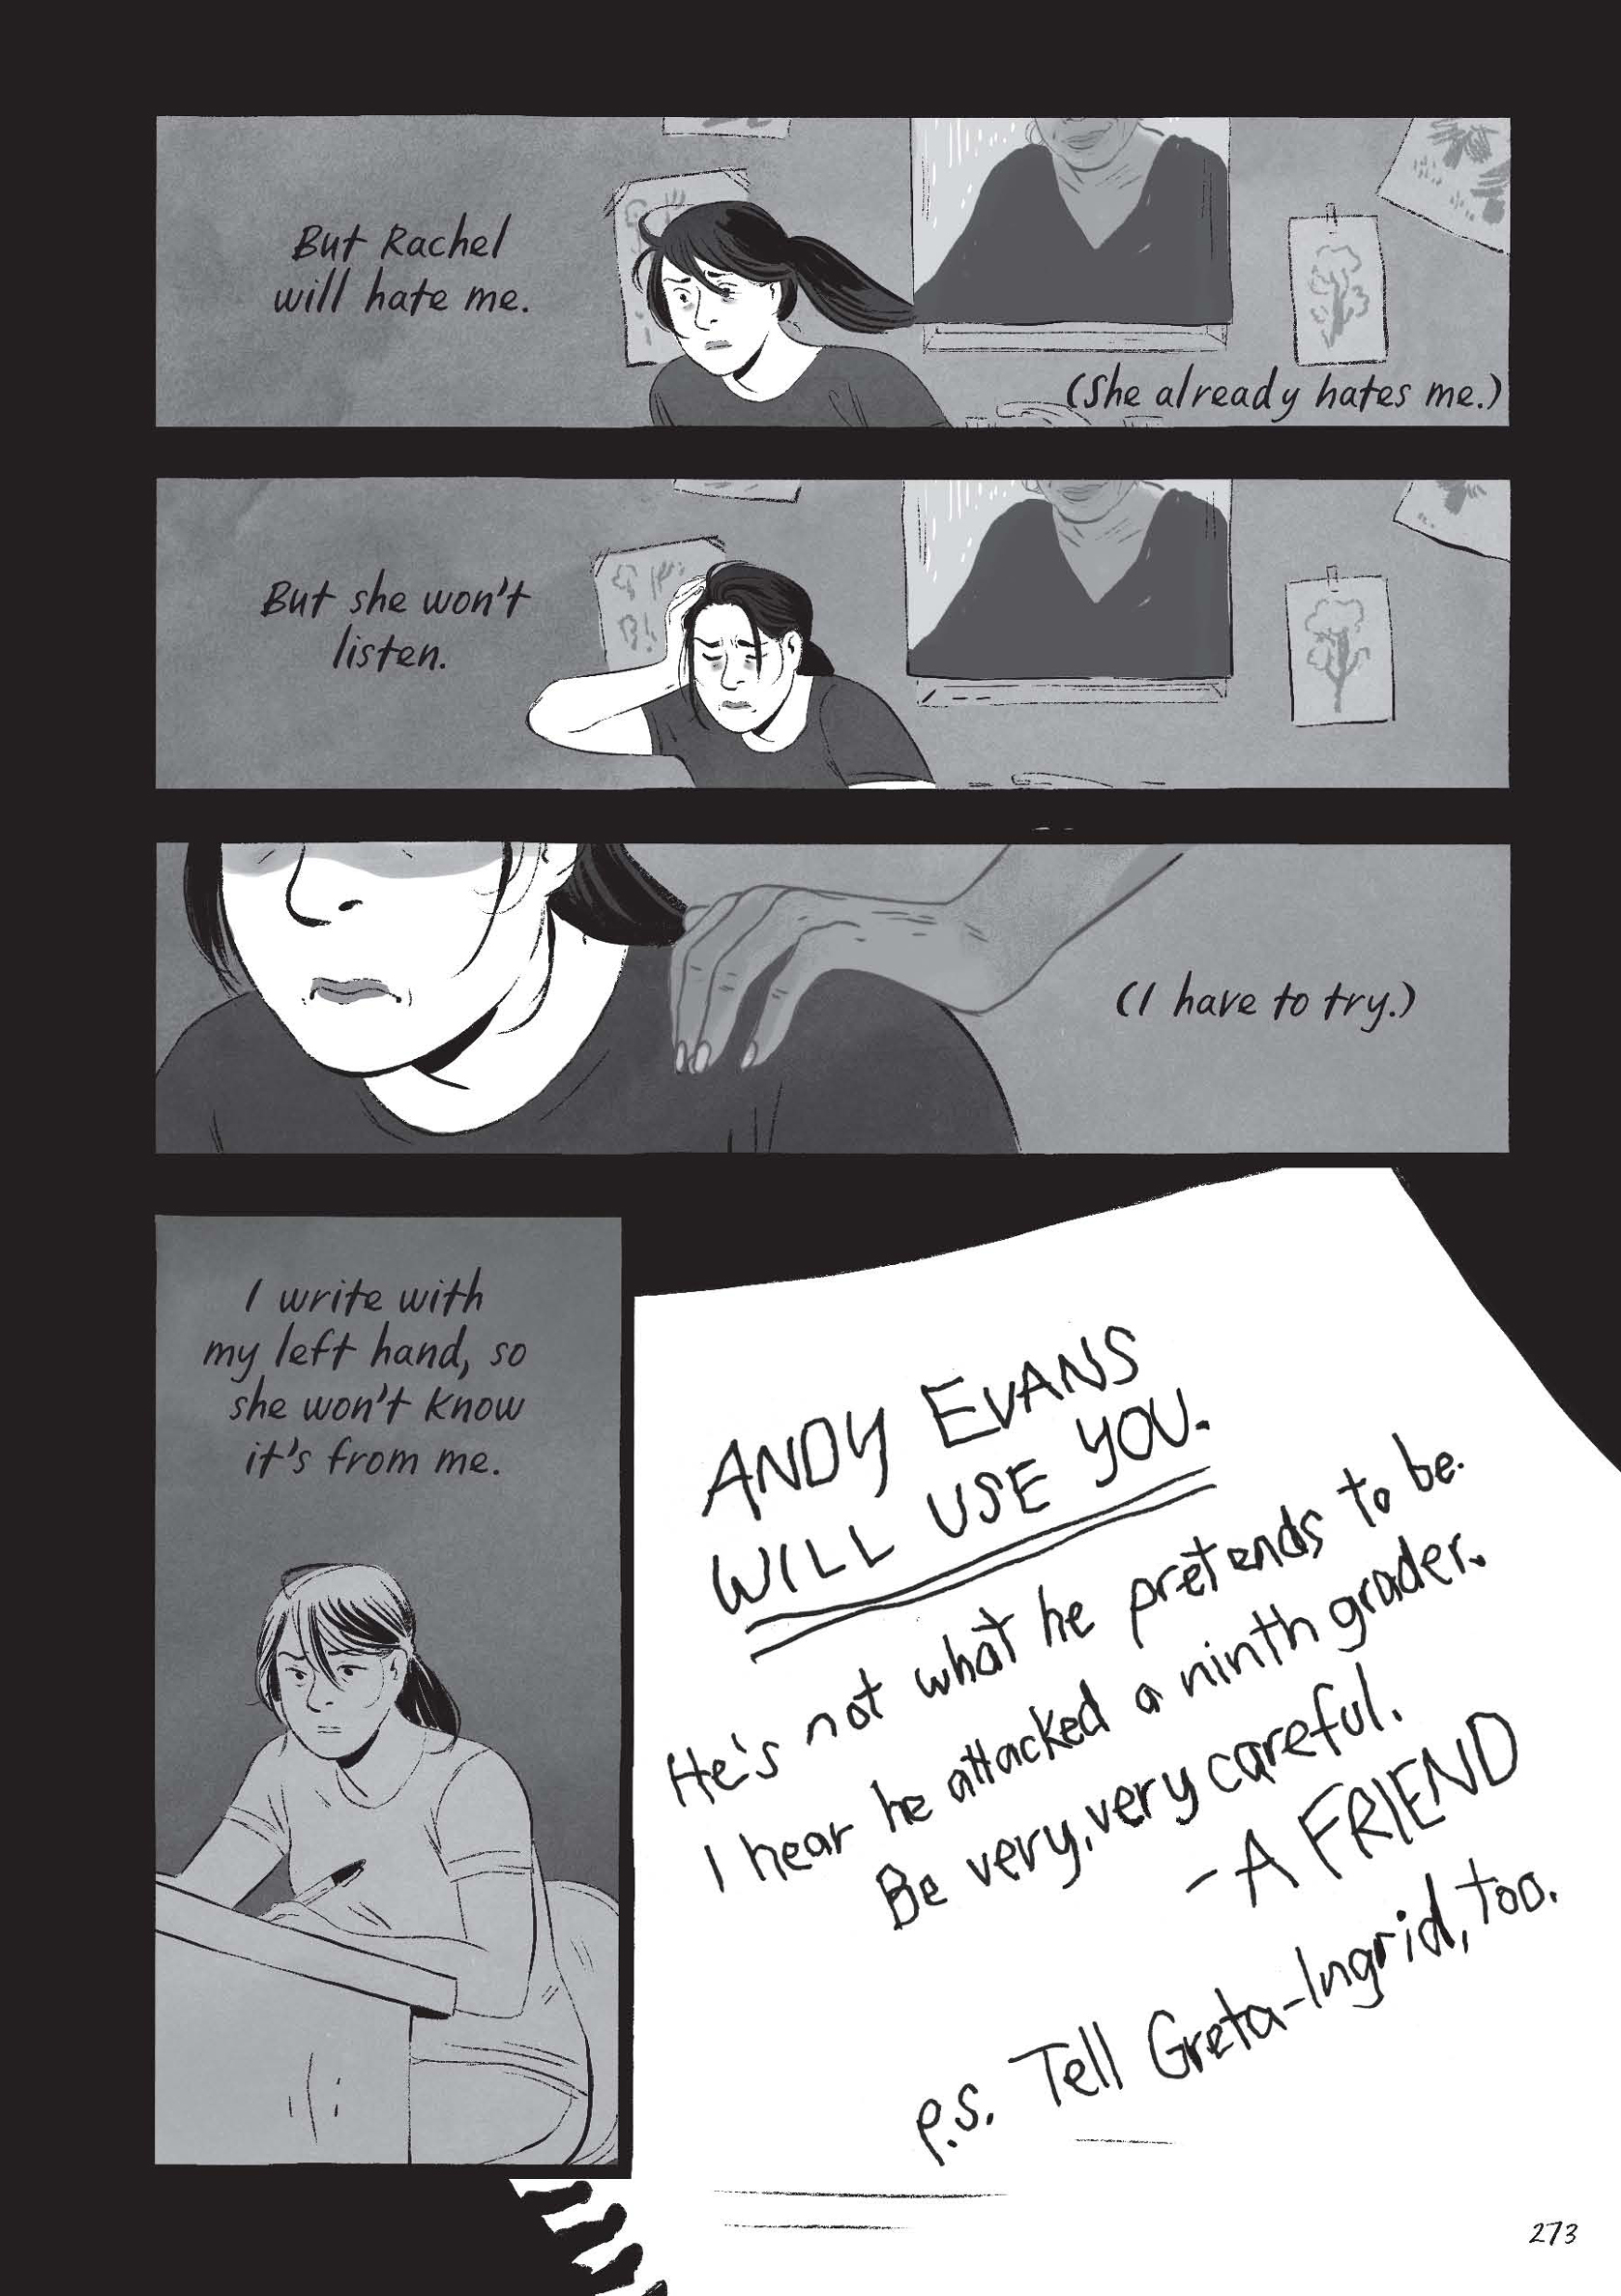 But Rachel
will hate me.
(She already hates me.)
But she won't
listen.
(I have to try.)
I write with
my left hand, so
she won't know
it's from me.
ANDY EVANS
WILL USE YOU.
He's not what he pretends to be.
I hear he attacked a ninth grader.
Be very, very careful.
-A FRIEND
P.S. Tell Greta-Ingrid, too.
273